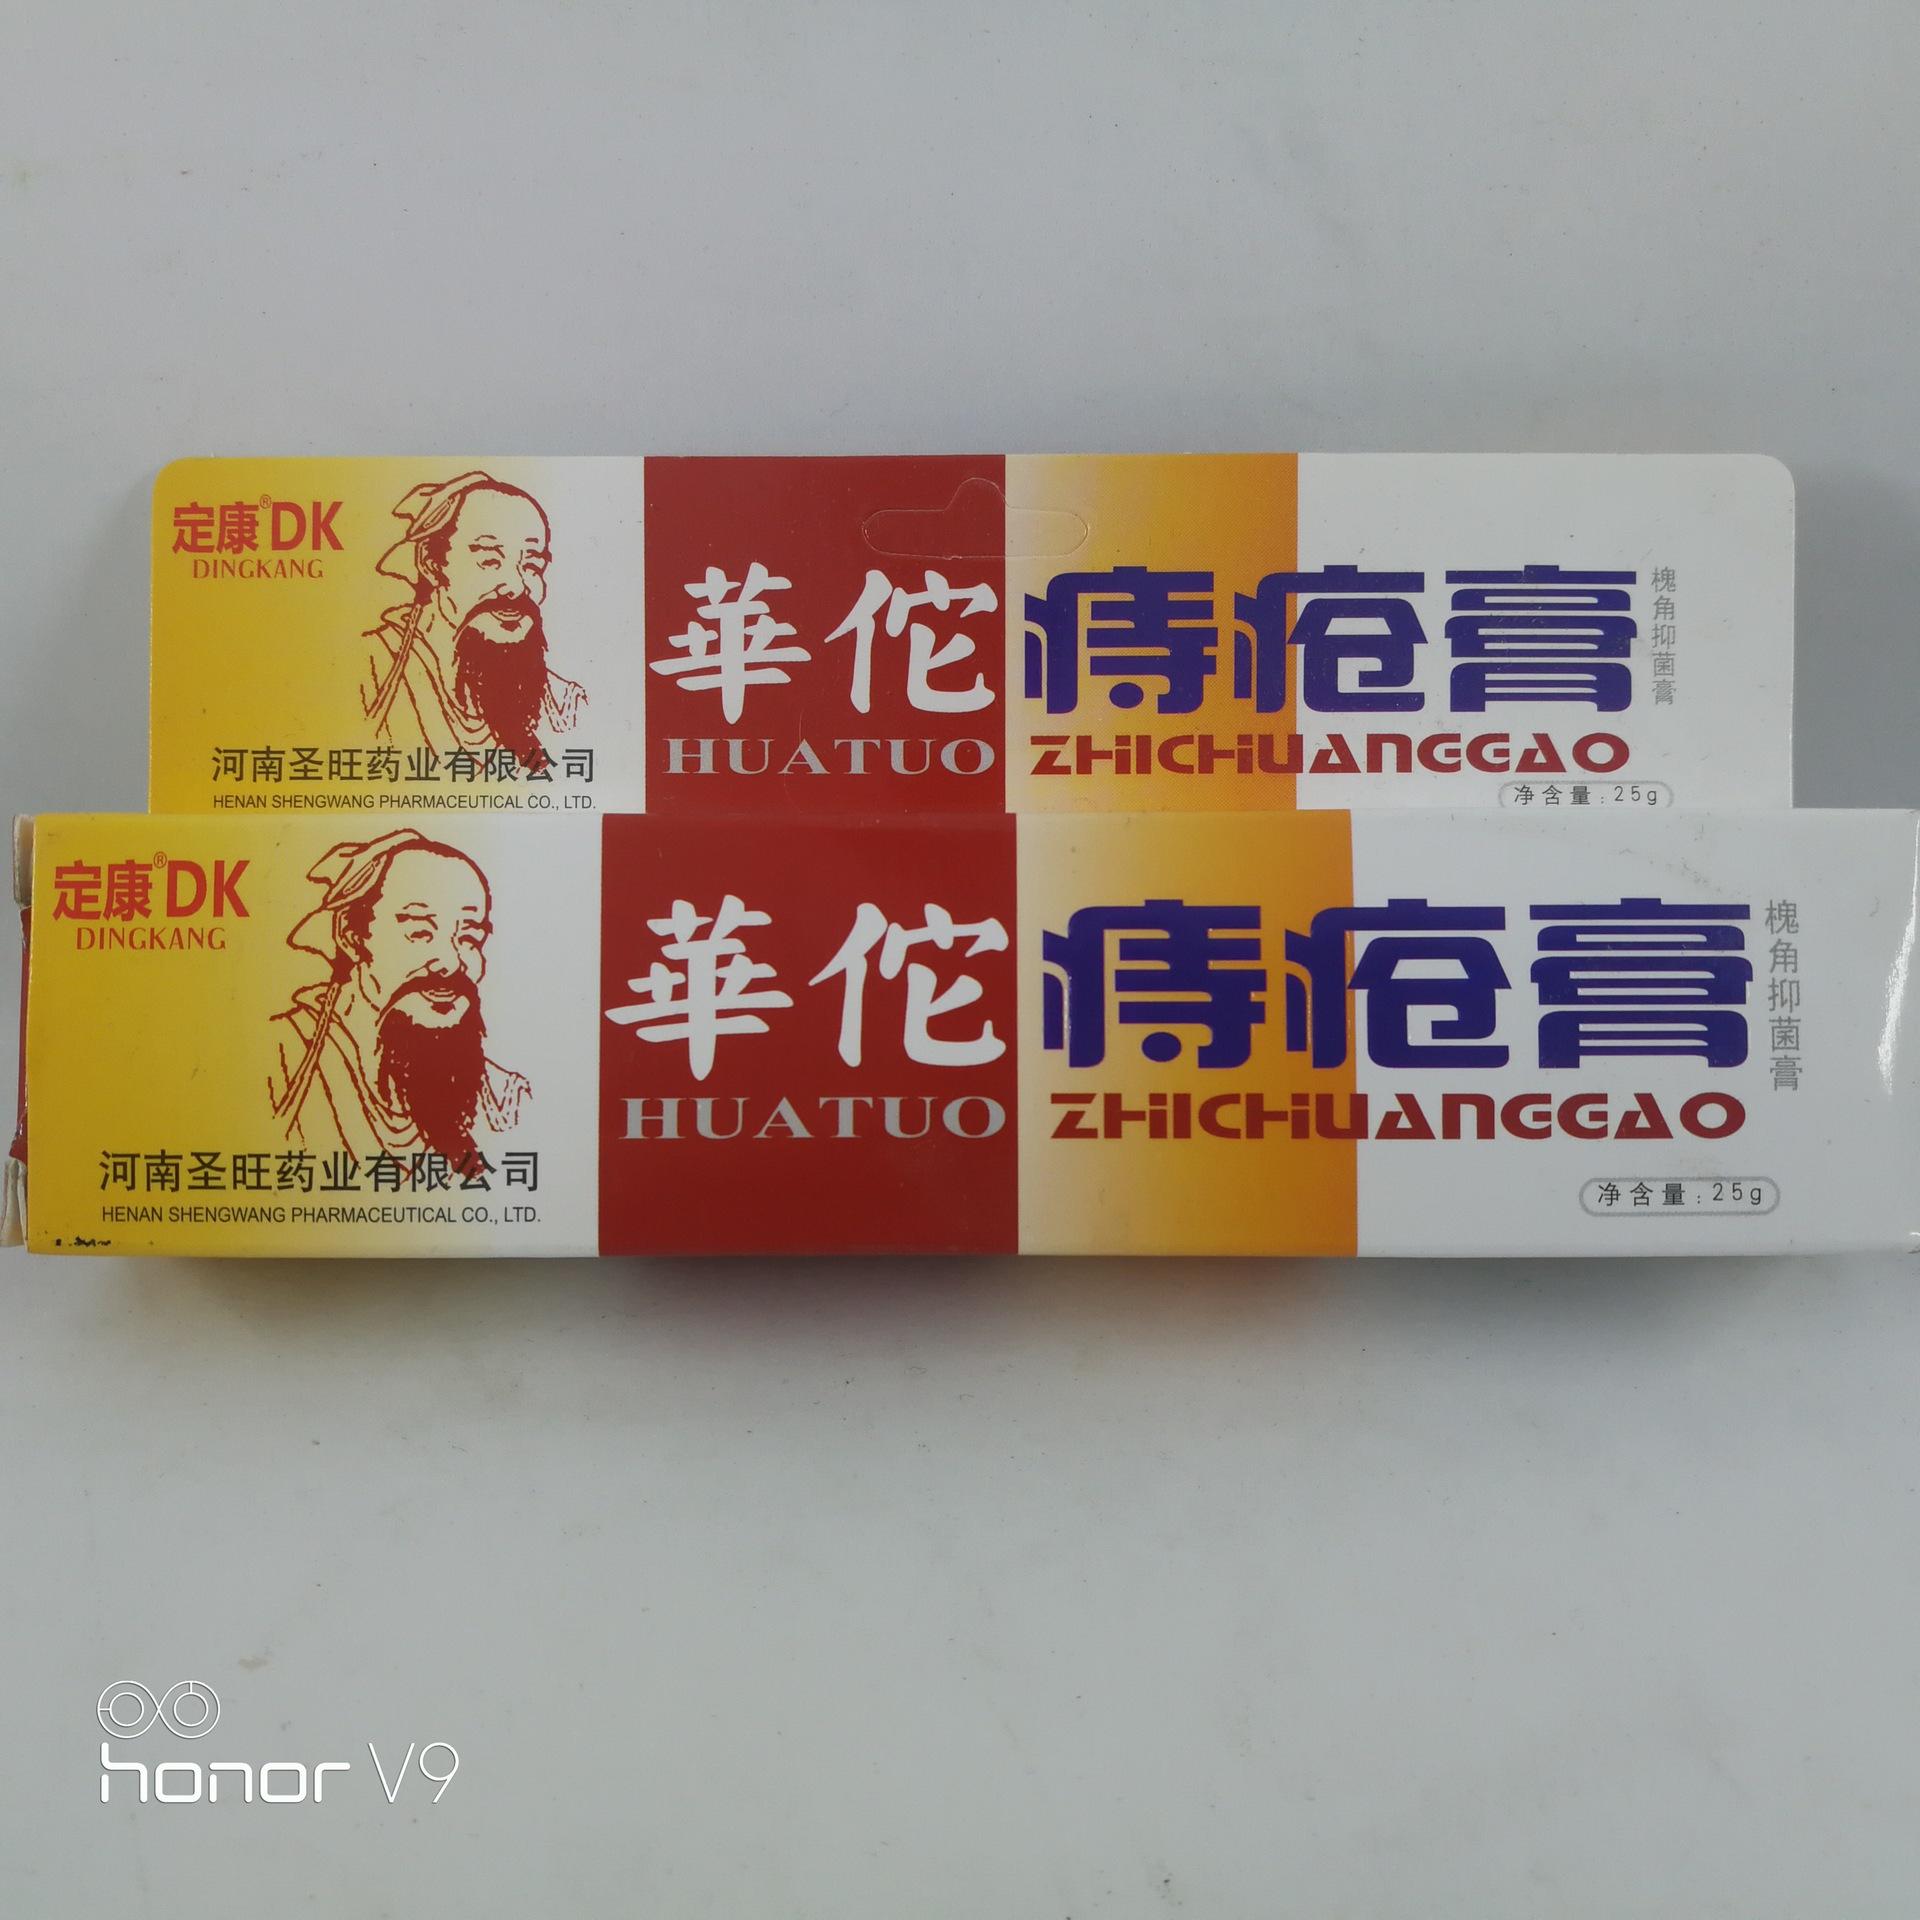 定康®DK
DINGKANG
華佗
HUATUO
痔疮膏
ZHIICHUANGGAO
槐角抑菌膏
河南圣旺药业有限公司
HENAN SHENGWANG PHARMACEUTICAL CO., LTD.
净含量：25g
定康®DK
DINGKANG
華佗
HUATUO
痔疮膏
ZHIICHUANGGAO
槐角抑菌膏
河南圣旺药业有限公司
HENAN SHENGWANG PHARMACEUTICAL CO., LTD.
净含量：25g
honor V9